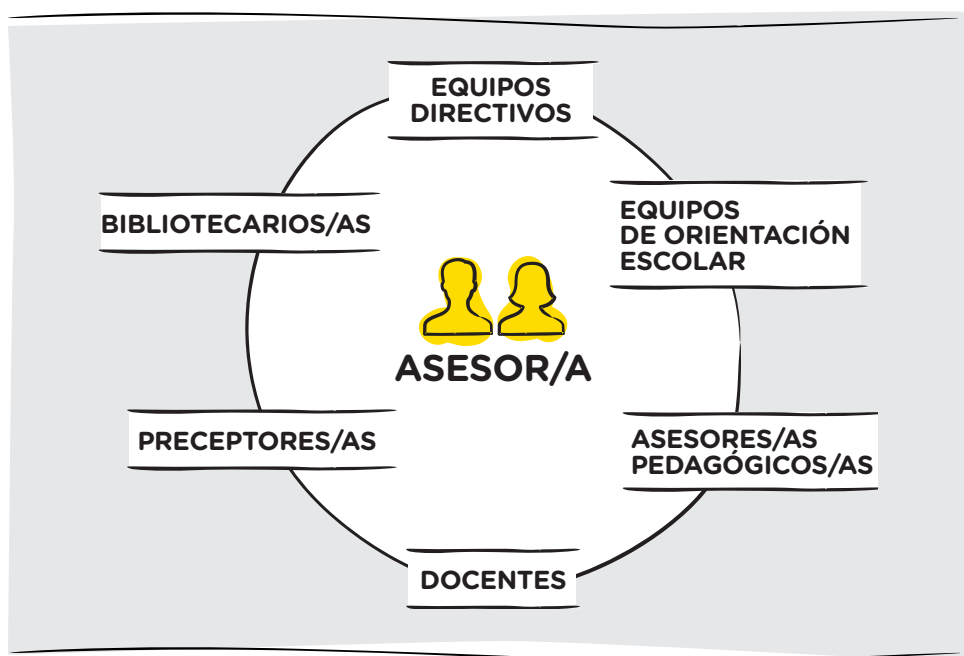 EQUIPOS
DIRECTIVOS
BIBLIOTECARIOS/AS
EQUIPOS
DE ORIENTACIÓN
ESCOLAR
ASESOR/A
PRECEPTORES/AS
ASESORES/AS
PEDAGÓGICOS/AS
DOCENTES